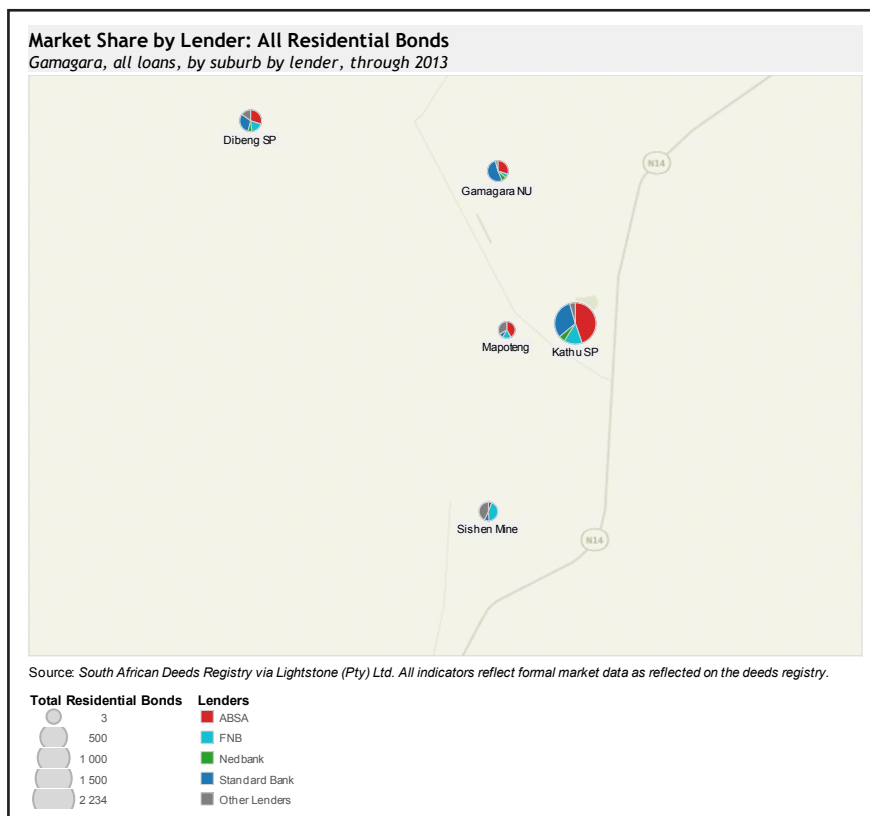 Market Share by Lender: All Residential Bonds
Gamagara, all loans, by suburb by lender, through 2013
Dibeng SP
Gamagara NU
N14
Mapoteng
Kathu SP
Sishen Mine
N14
Source: South African Deeds Registry via Lightstone (Pty) Ltd. All indicators reflect formal market data as reflected on the deeds registry.
Total Residential Bonds
3
500
1 000
1 500
2 234
Lenders
ABSA
FNB
Nedbank
Standard Bank
Other Lenders